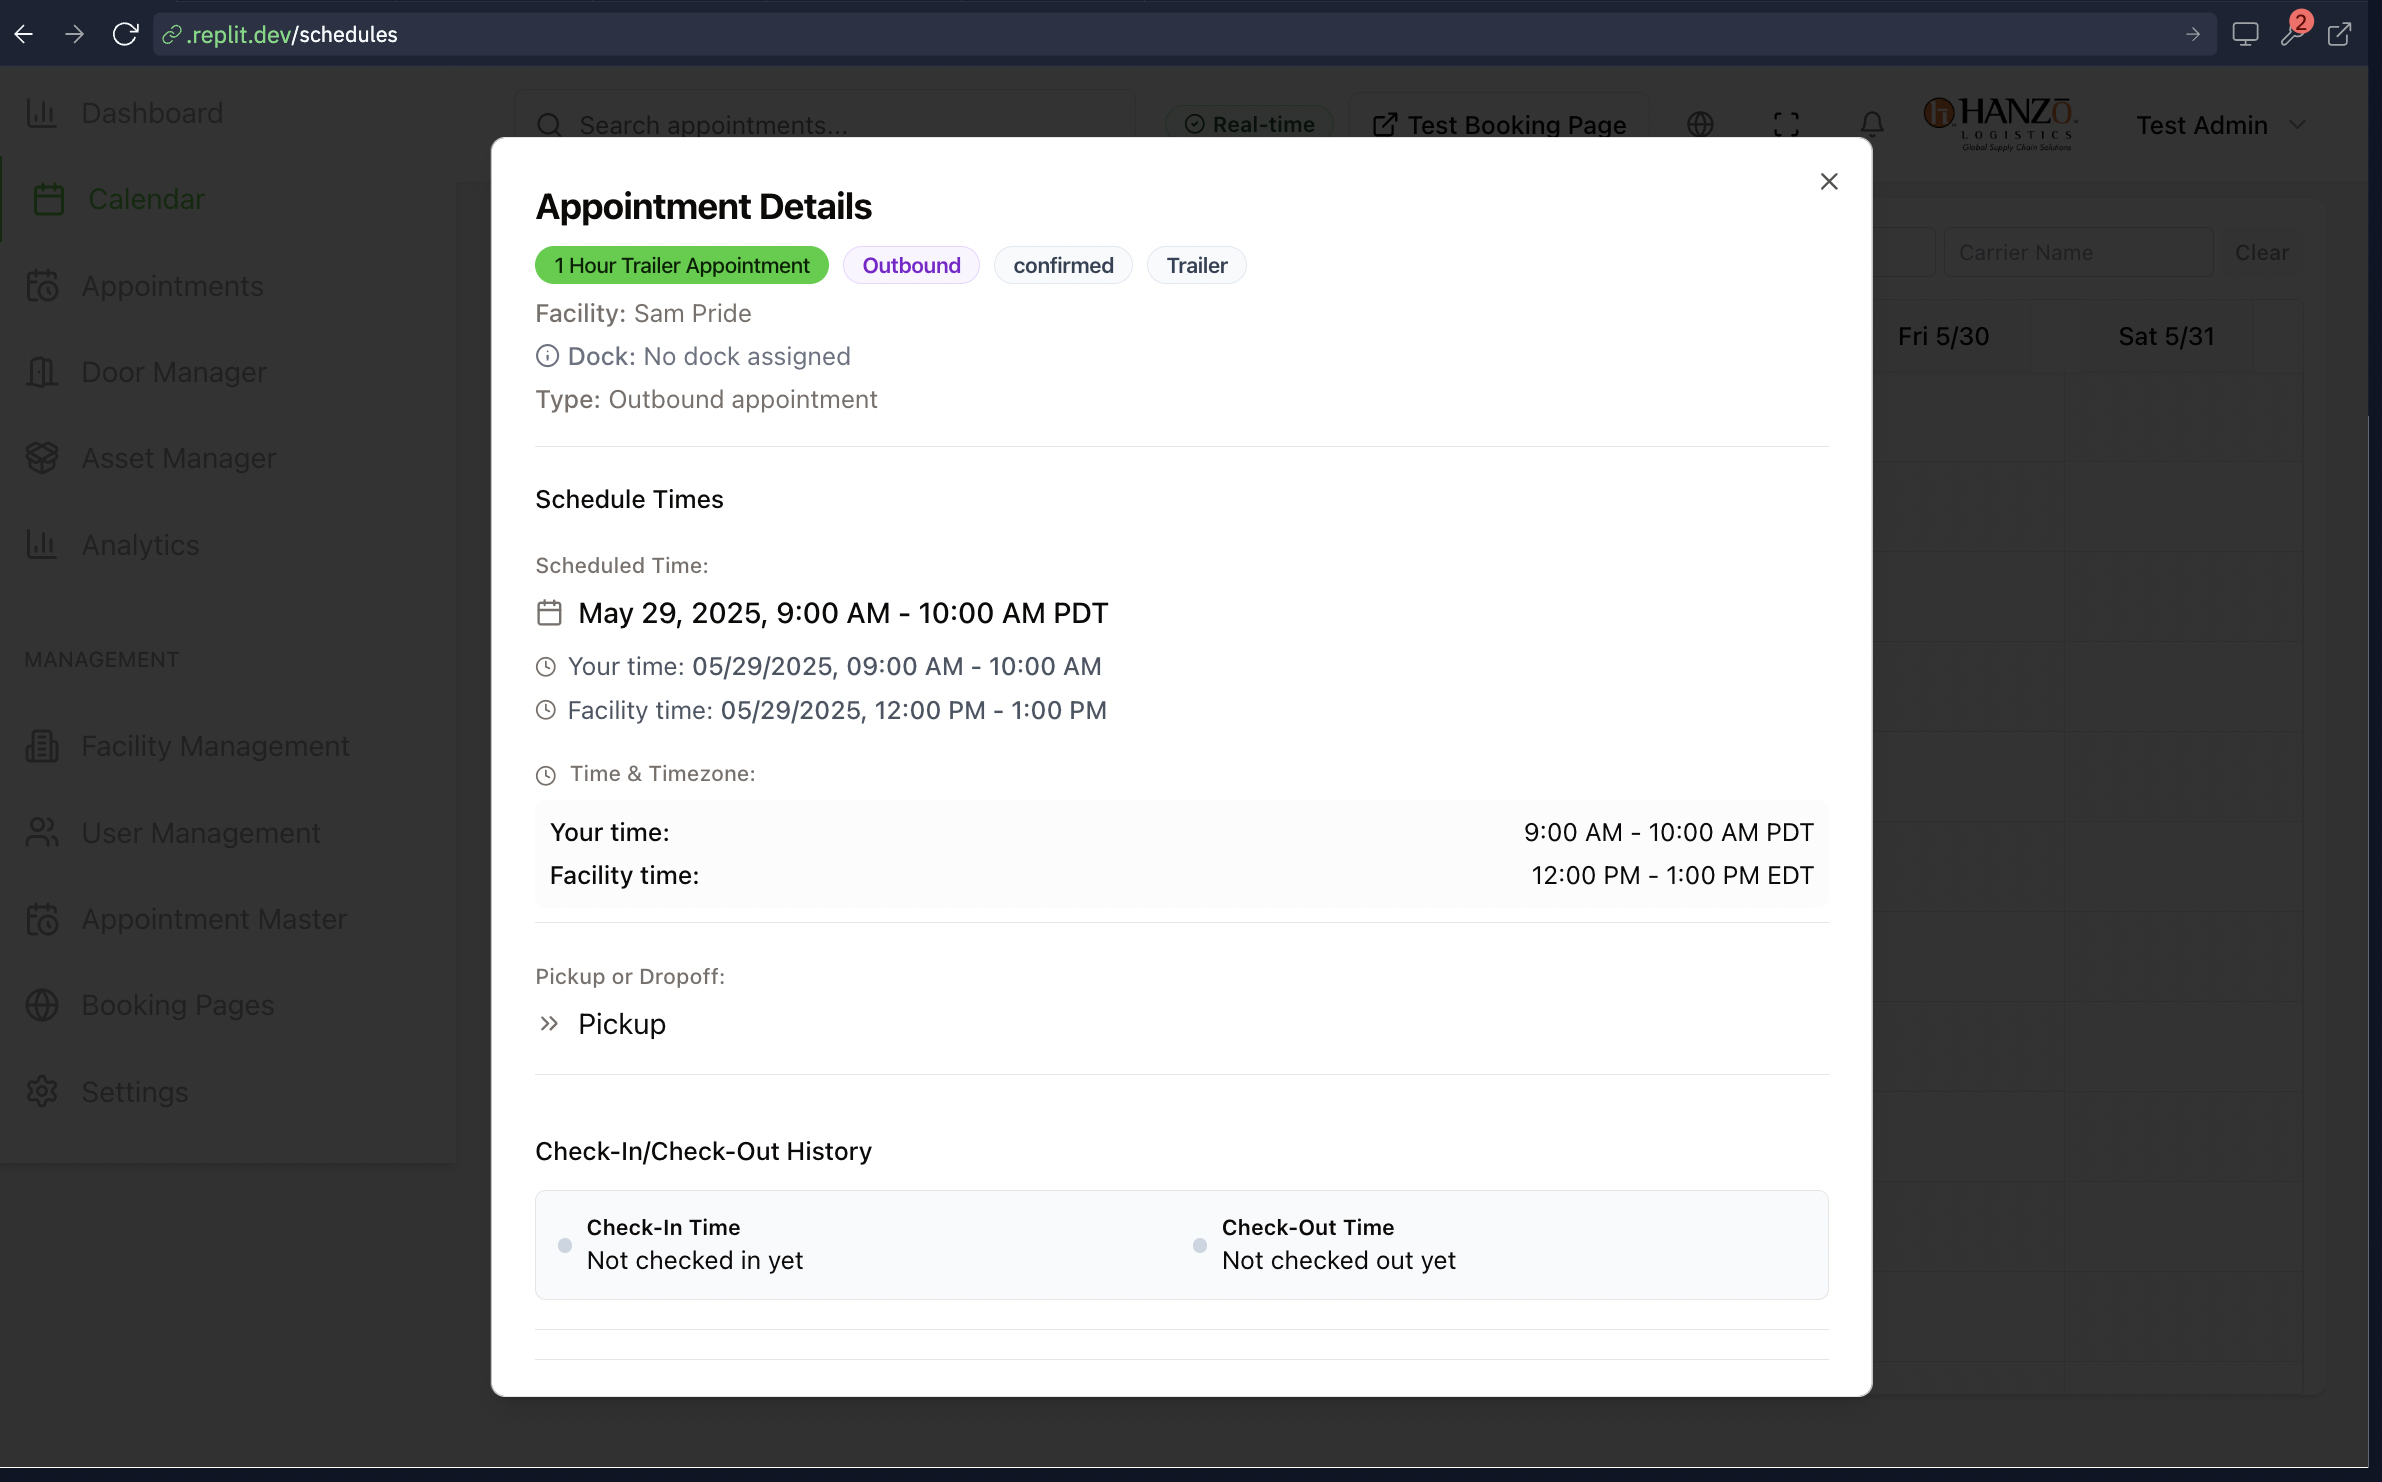 .replit.dev/schedules
2
Dashboard
Search appointments...
Real-time
Test Booking Page
HANZŌ
LOGISTICS
Global Supply Chain Solutions
Test Admin
Calendar
Appointments
Door Manager
Asset Manager
Analytics
MANAGEMENT
Facility Management
User Management
Appointment Master
Booking Pages
Settings
Carrier Name
Clear
Fri 5/30
Sat 5/31
Appointment Details
1 Hour Trailer Appointment
Outbound
confirmed
Trailer
Facility: Sam Pride
Dock: No dock assigned
Type: Outbound appointment
Schedule Times
Scheduled Time:
May 29, 2025, 9:00 AM - 10:00 AM PDT
Your time: 05/29/2025, 09:00 AM - 10:00 AM
Facility time: 05/29/2025, 12:00 PM - 1:00 PM
Time & Timezone:
Your time: 9:00 AM - 10:00 AM PDT
Facility time: 12:00 PM - 1:00 PM EDT
Pickup or Dropoff:
Pickup
Check-In/Check-Out History
Check-In Time
Not checked in yet
Check-Out Time
Not checked out yet